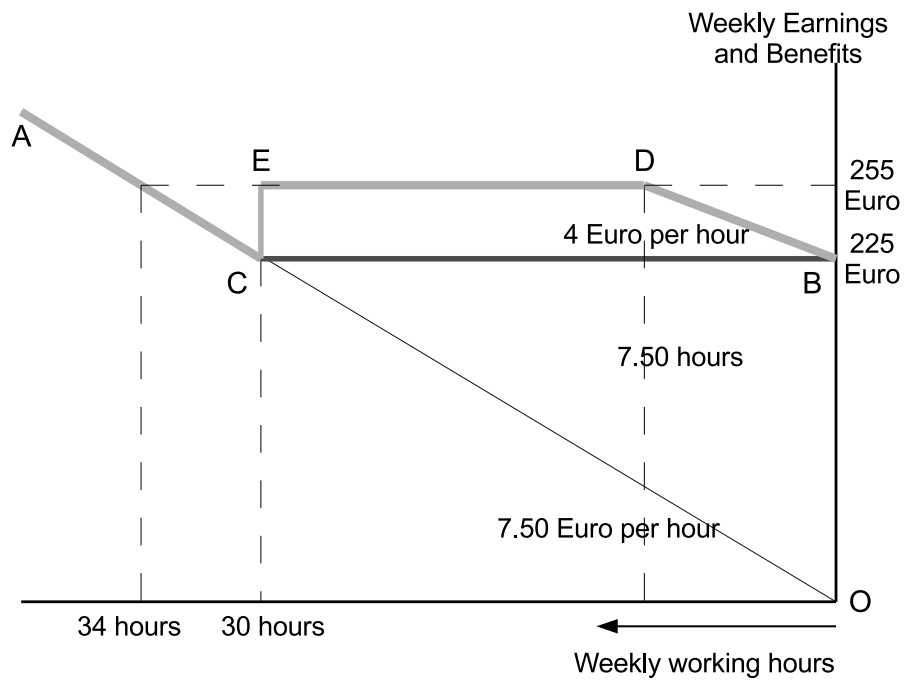 Weekly Earnings
and Benefits
A
E
D
255
Euro
4 Euro per hour
225
Euro
C
B
7.50 hours
7.50 Euro per hour
O
34 hours
30 hours
Weekly working hours